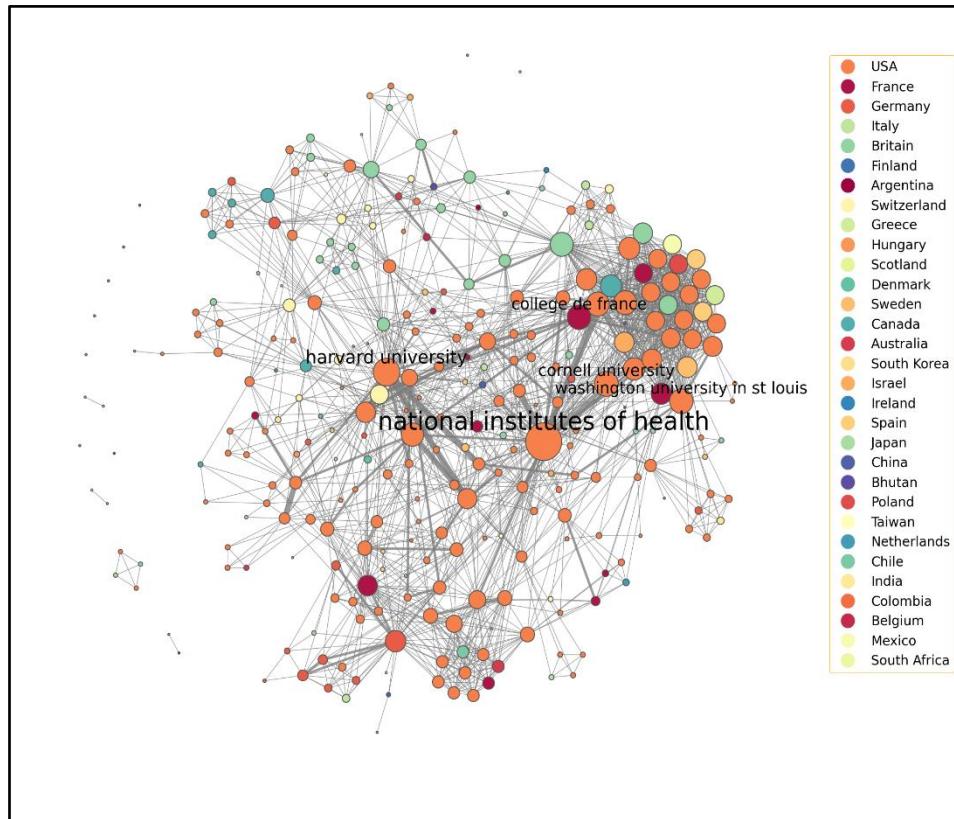 college de france
harvard university
cornell university
washington university in st louis
national institutes of health
USA
France
Germany
Italy
Britain
Finland
Argentina
Switzerland
Greece
Hungary
Scotland
Denmark
Sweden
Canada
Australia
South Korea
Israel
Ireland
Spain
Japan
China
Bhutan
Poland
Taiwan
Netherlands
Chile
India
Colombia
Belgium
Mexico
South Africa